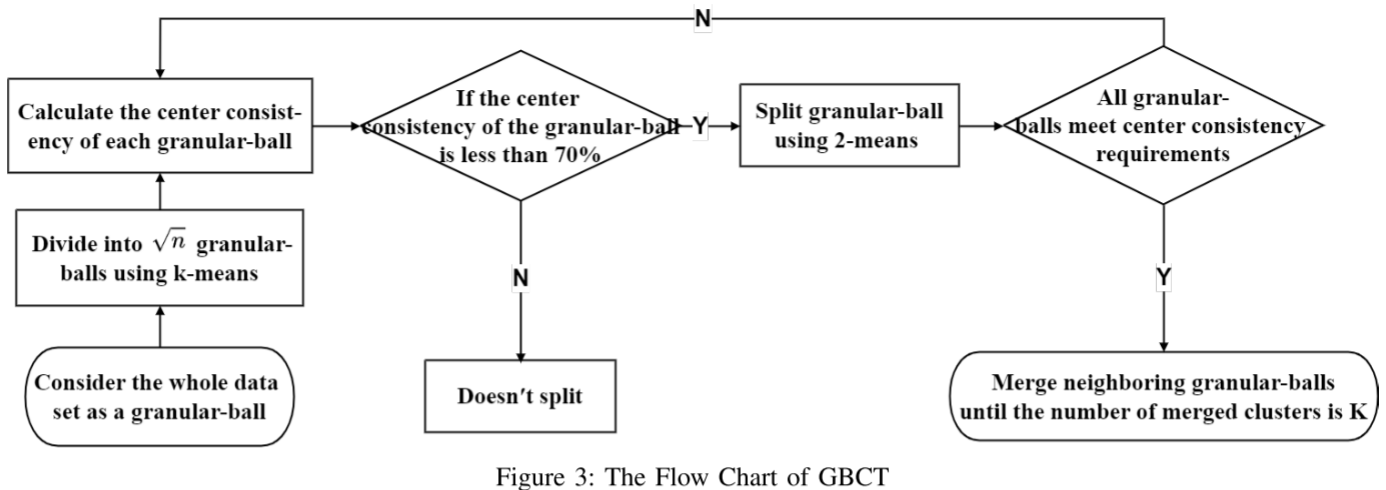 N
Calculate the center consist-
ency of each granular-ball
If the center
consistency of the granular-ball
is less than 70%
Y
Split granular-ball
using 2-means
All granular-
balls meet center consistency
requirements
Divide into √n granular-
balls using k-means
N
Y
Consider the whole data
set as a granular-ball
Doesn't split
Merge neighboring granular-balls
until the number of merged clusters is K
Figure 3: The Flow Chart of GBCT